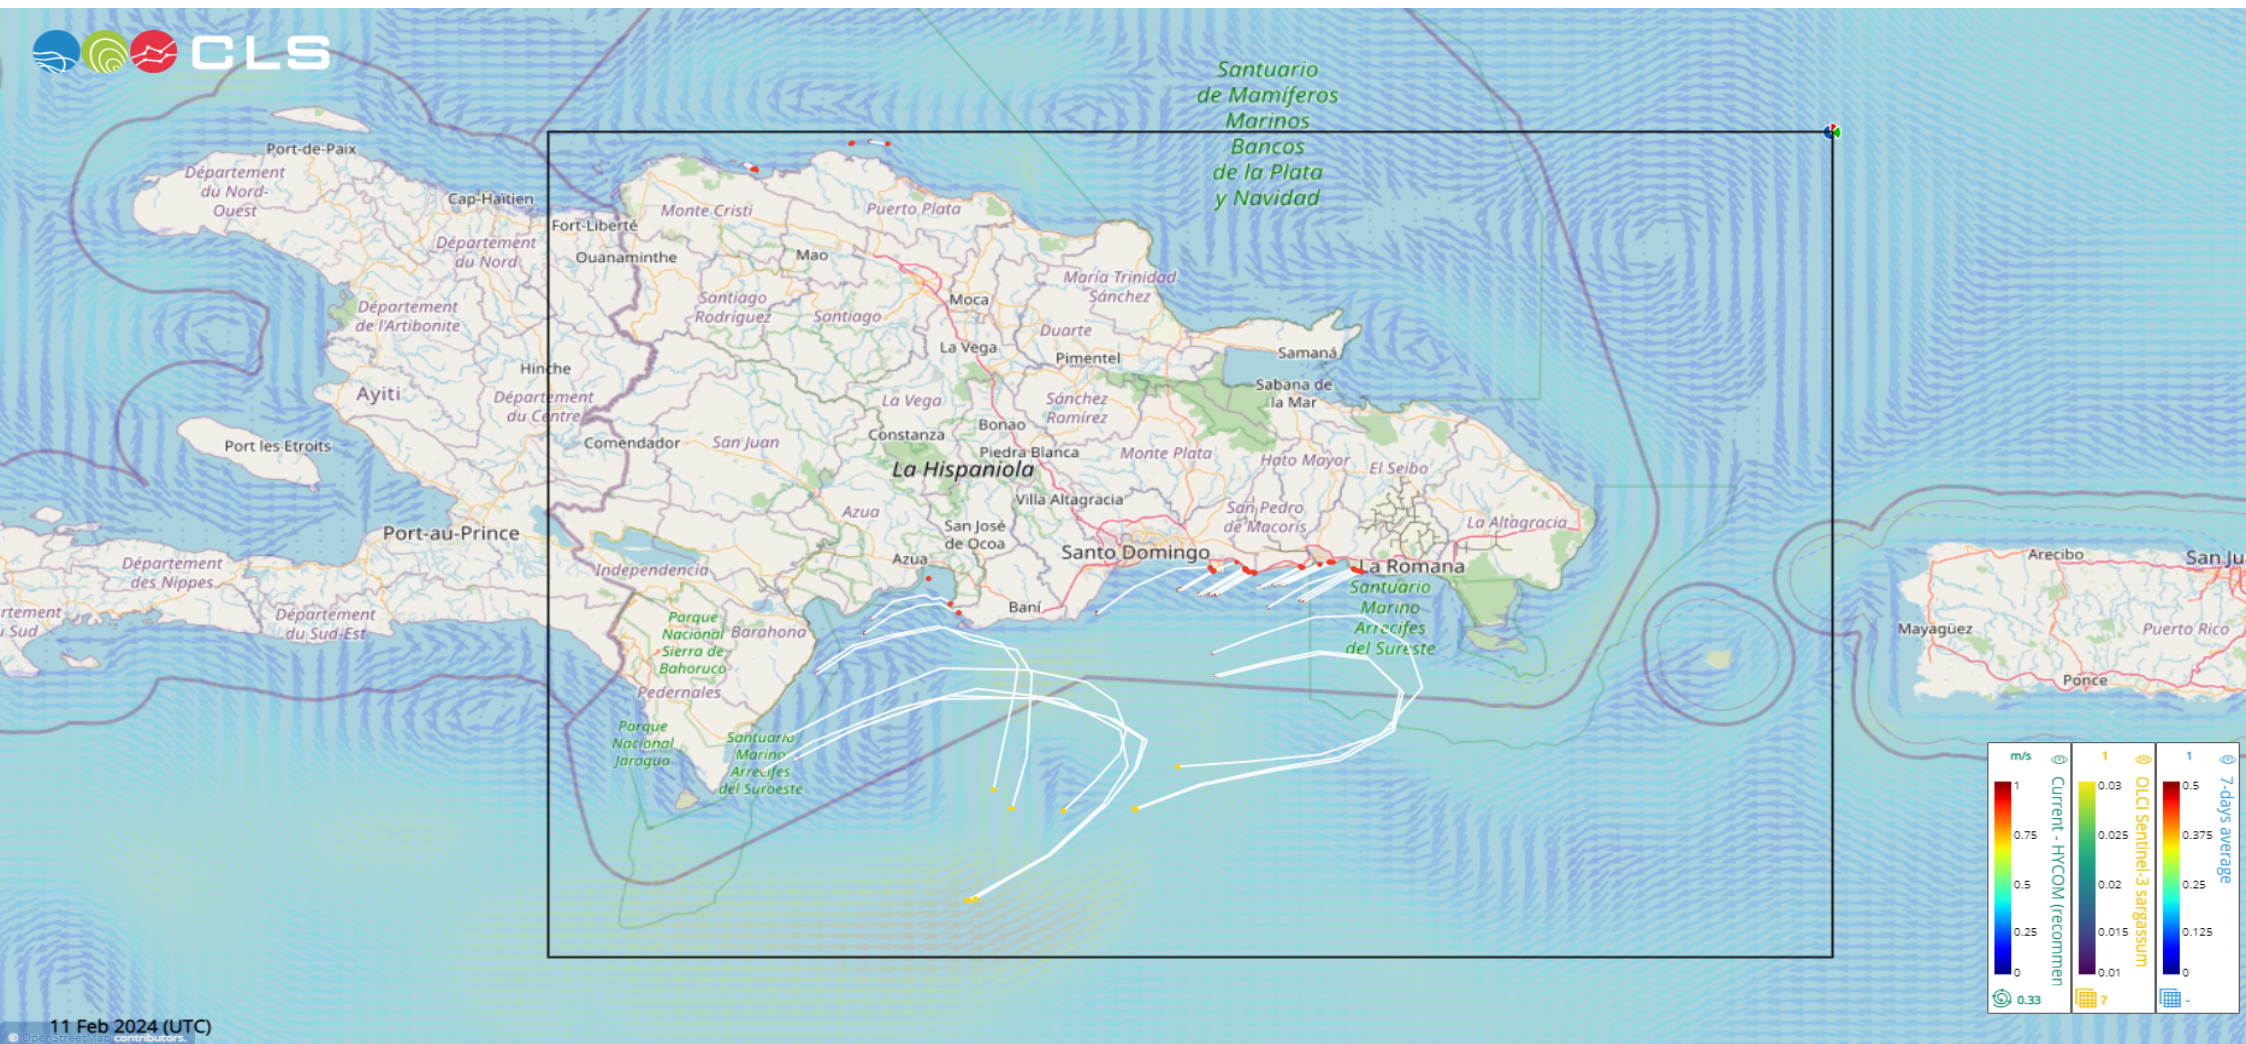 CLS
Santuario
de Mamíferos
Marinos
Bancos
de la Plata
y Navidad
Port-de-Paix
Département
du Nord-
Ouest
Cap-Haïtien
Monte Cristi
Puerto Plata
Fort-Liberté
Ouanaminthe
Mao
Département
du Nord
María Trinidad
Sánchez
Département
de l'Artibonite
Santiago
Rodríguez
Santiago
Moca
Duarte
La Vega
Pimentel
Samaná
Hinche
Ayiti
Département
du Centre
La Vega
Sánchez
Ramírez
Sabana de
la Mar
Port les Etroits
Comendador
San Juan
Constanza
Bonao
Piedra Blanca
Monte Plata
Hato Mayor
El Seibo
La Hispaniola
Villa Altagracia
Azua
San José
de Ocoa
San Pedro
de Macorís
La Altagracia
Port-au-Prince
Santo Domingo
Azua
La Romana
Arecibo
San Ju
Département
des Nippes
Independencia
Santuario
Marino
Arrecifes
del Sureste
rtement
u Sud
Département
du Sud-Est
Parque
Nacional
Sierra de
Bahoruco
Barahona
Baní
Mayagüez
Puerto Rico
Ponce
Pedernales
Parque
Nacional
Jaragua
Santuario
Marino
Arrecifes
del Suroeste
m/s
1
0.75
0.5
0.25
0
0.33
Current - HYCOM (recommen
1
0.03
0.025
0.02
0.015
0.01
?
OLCI Sentinel-3 sargassum
1
0.5
0.375
0.25
0.125
0
-
7-days average
11 Feb 2024 (UTC)
© OpenStreetMap contributors.